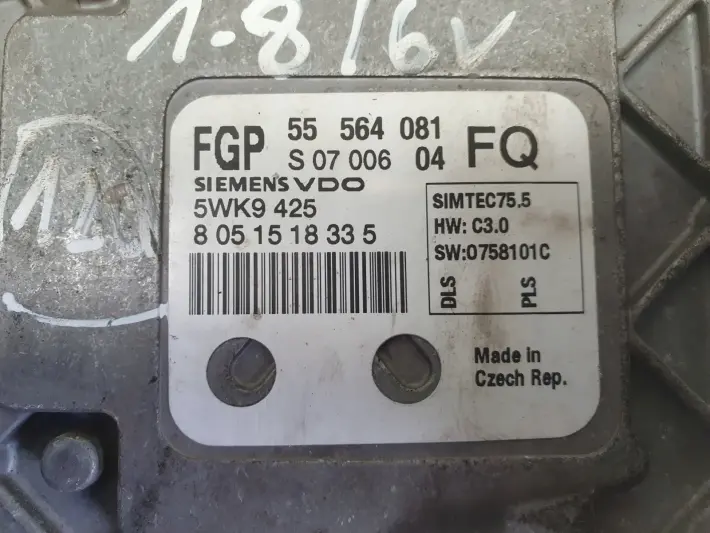 1.8 16v
FGP 55 564 081 FQ
S 07 006 04
SIEMENS VDO
5WK9 425
8 05 15 18 33 5
SIMTEC75.5
HW: C3.0
SW:0758101C
DLS
PLS
Made in
Czech Rep.